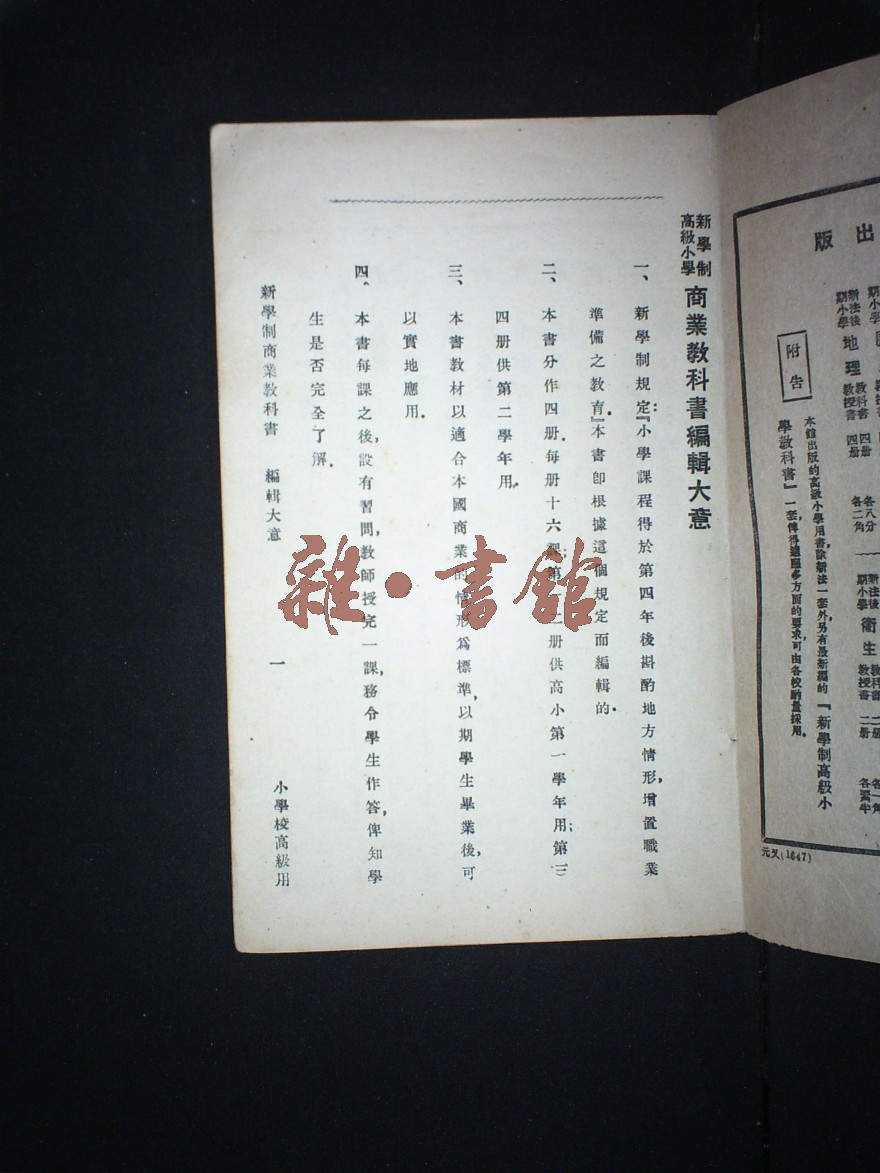 出版
附告
本館出版的高級小學用書除新法一套外另有最新編的『新學制高級小
學教科書』一套俾得適應多方面的要求可由各校酌量採用。
元又(1647)
新學制
高級小學
商業教科書編輯大意
一、新學制規定:『小學課程得於第四年後斟酌地方情形,增置職業
準備之教育』本書卽根據這個規定而編輯的。
二、本書分作四册。每册十六課;第一二册供高小第一學年用;第三
四册供第二學年用。
三、本書教材以適合本國商業的情形爲標準,以期學生畢業後,可
以實地應用。
四、本書每課之後,設有習問,教師授完一課,務令學生作答,俾知學
生是否完全了解。
新學制商業教科書 編輯大意 一 小學校高級用
雜·書館